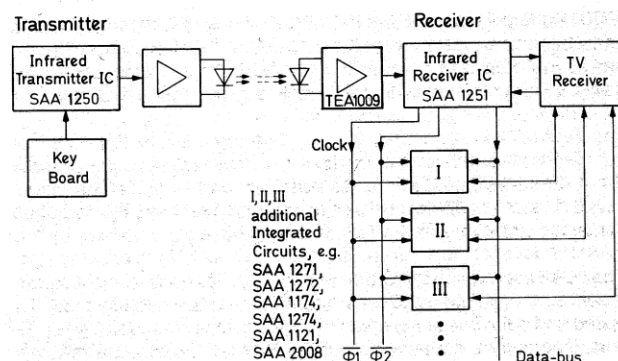 Transmitter
Receiver
Infrared
Transmitter IC
SAA 1250
Key
Board
TEA1009
Infrared
Receiver IC
SAA 1251
TV
Receiver
Clock
I
II
III
I,II,III
additional
Integrated
Circuits, e.g.
SAA 1271,
SAA 1272,
SAA 1174,
SAA 1274,
SAA 1121,
SAA 2008
Φ1 Φ2
Data-bus